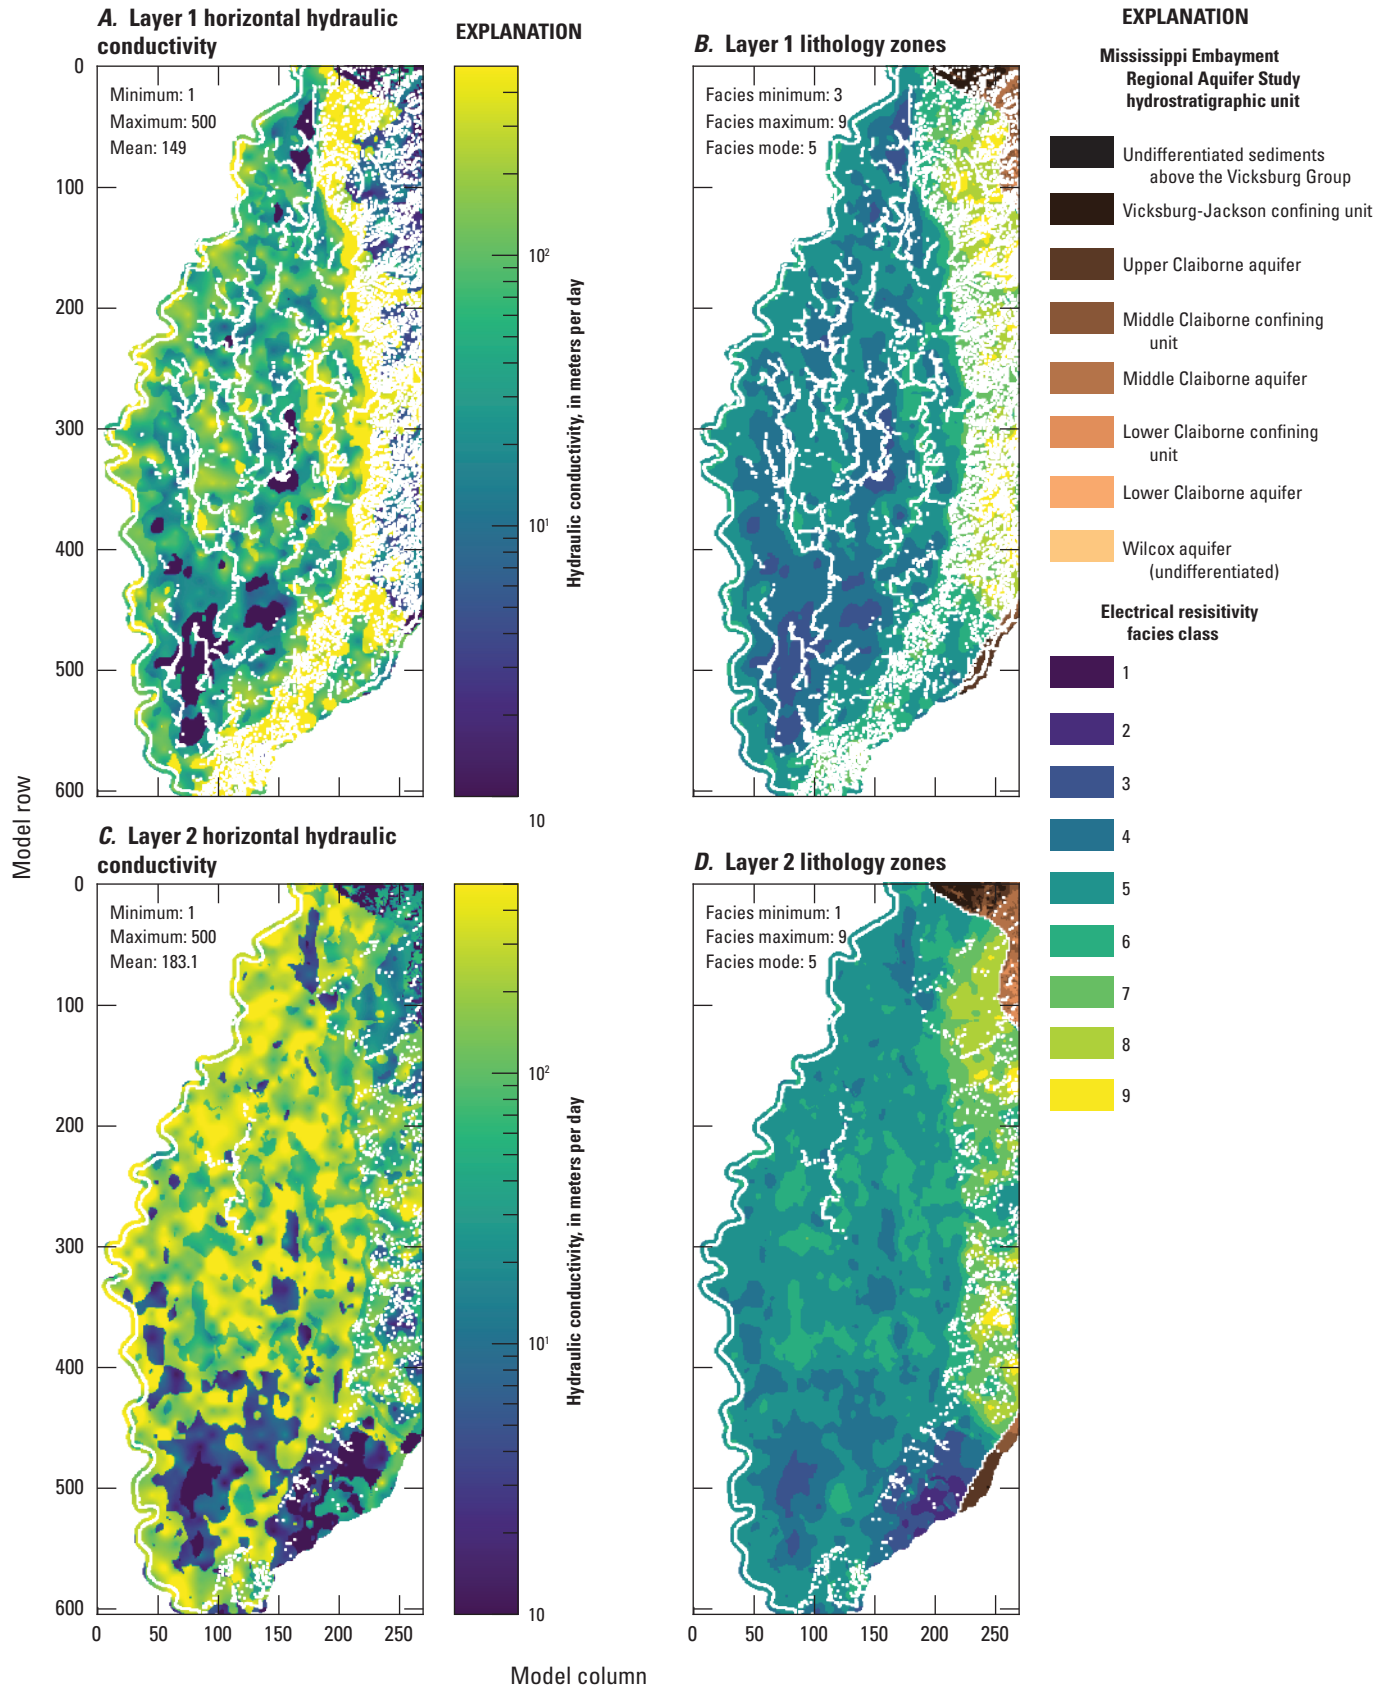 A. Layer 1 horizontal hydraulic
conductivity
EXPLANATION
Minimum: 1
Maximum: 500
Mean: 149
0
100
200
300
400
500
600
10²
10¹
10
Hydraulic conductivity, in meters per day
B. Layer 1 lithology zones
Facies minimum: 3
Facies maximum: 9
Facies mode: 5
EXPLANATION
Mississippi Embayment
Regional Aquifer Study
hydrostratigraphic unit
Undifferentiated sediments
above the Vicksburg Group
Vicksburg-Jackson confining unit
Upper Claiborne aquifer
Middle Claiborne confining
unit
Middle Claiborne aquifer
Lower Claiborne confining
unit
Lower Claiborne aquifer
Wilcox aquifer
(undifferentiated)
Electrical resisitivity
facies class
1
2
3
4
5
6
7
8
9
Model row
C. Layer 2 horizontal hydraulic
conductivity
Minimum: 1
Maximum: 500
Mean: 183.1
0
100
200
300
400
500
600
0 50 100 150 200 250
10²
10¹
10
Hydraulic conductivity, in meters per day
D. Layer 2 lithology zones
Facies minimum: 1
Facies maximum: 9
Facies mode: 5
0 50 100 150 200 250
Model column